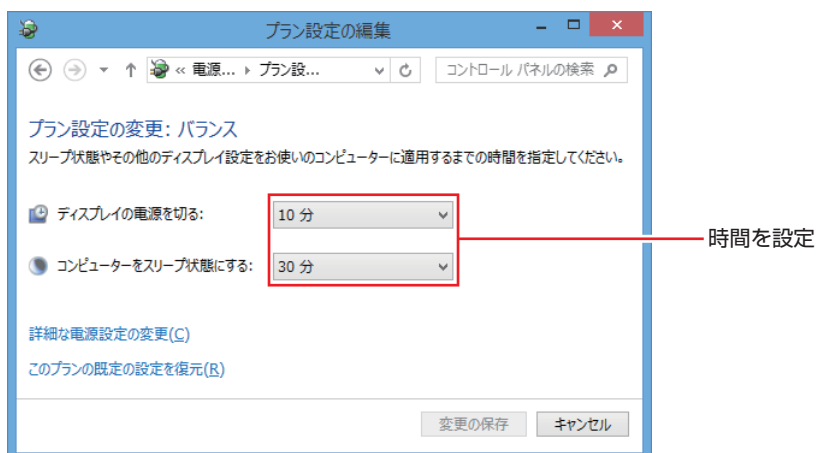 プラン設定の編集
« 電源... › プラン設...
コントロール パネルの検索
プラン設定の変更: バランス
スリープ状態やその他のディスプレイ設定をお使いのコンピューターに適用するまでの時間を指定してください。
ディスプレイの電源を切る: 10 分
時間を設定
コンピューターをスリープ状態にする: 30 分
詳細な電源設定の変更(C)
このプランの既定の設定を復元(R)
変更の保存 キャンセル